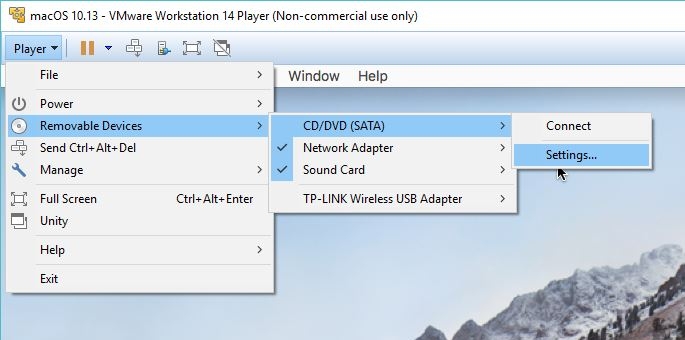 macOS 10.13 - VMware Workstation 14 Player (Non-commercial use only)
Player
Window Help
File
Power
Removable Devices
Send Ctrl+Alt+Del
Manage
Full Screen Ctrl+Alt+Enter
Unity
Help
Exit
CD/DVD (SATA)
Network Adapter
Sound Card
TP-LINK Wireless USB Adapter
Connect
Settings...